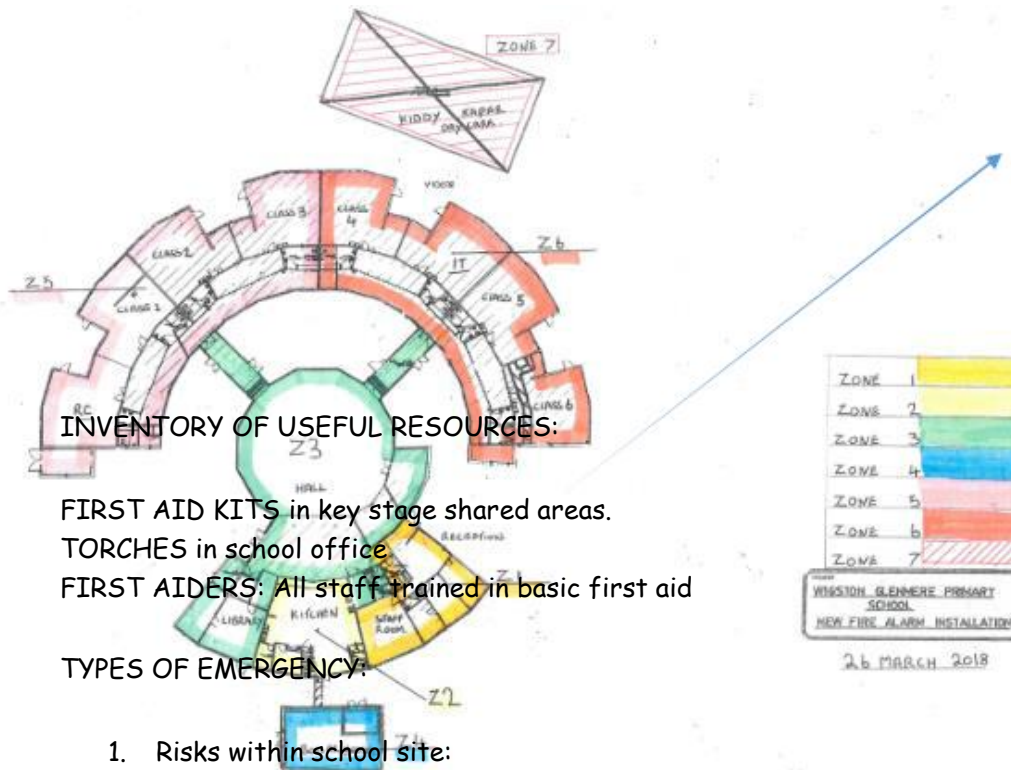 ZONE 7
KIDDY
CLASS 3
CLASS 4
CLASS 2
Z6
IT
Z5
CLASS 1
CLASS 5
ZONE 1
ZONE 2
ZONE 3
ZONE 4
ZONE 5
ZONE 6
ZONE 7
RC
CLASS 6
INVENTORY OF USEFUL RESOURCES:
Z3
HALL
FIRST AID KITS in key stage shared areas.
RECEPTION
TORCHES in school office
FIRST AIDERS: All staff trained in basic first aid
LIBRARY
KITCHEN
STAFF ROOM
WIGSTON GLENMERE PRIMARY
SCHOOL
NEW FIRE ALARM INSTALLATION
26 MARCH 2018
TYPES OF EMERGENCY:
Z2
Z4
1. Risks within school site: